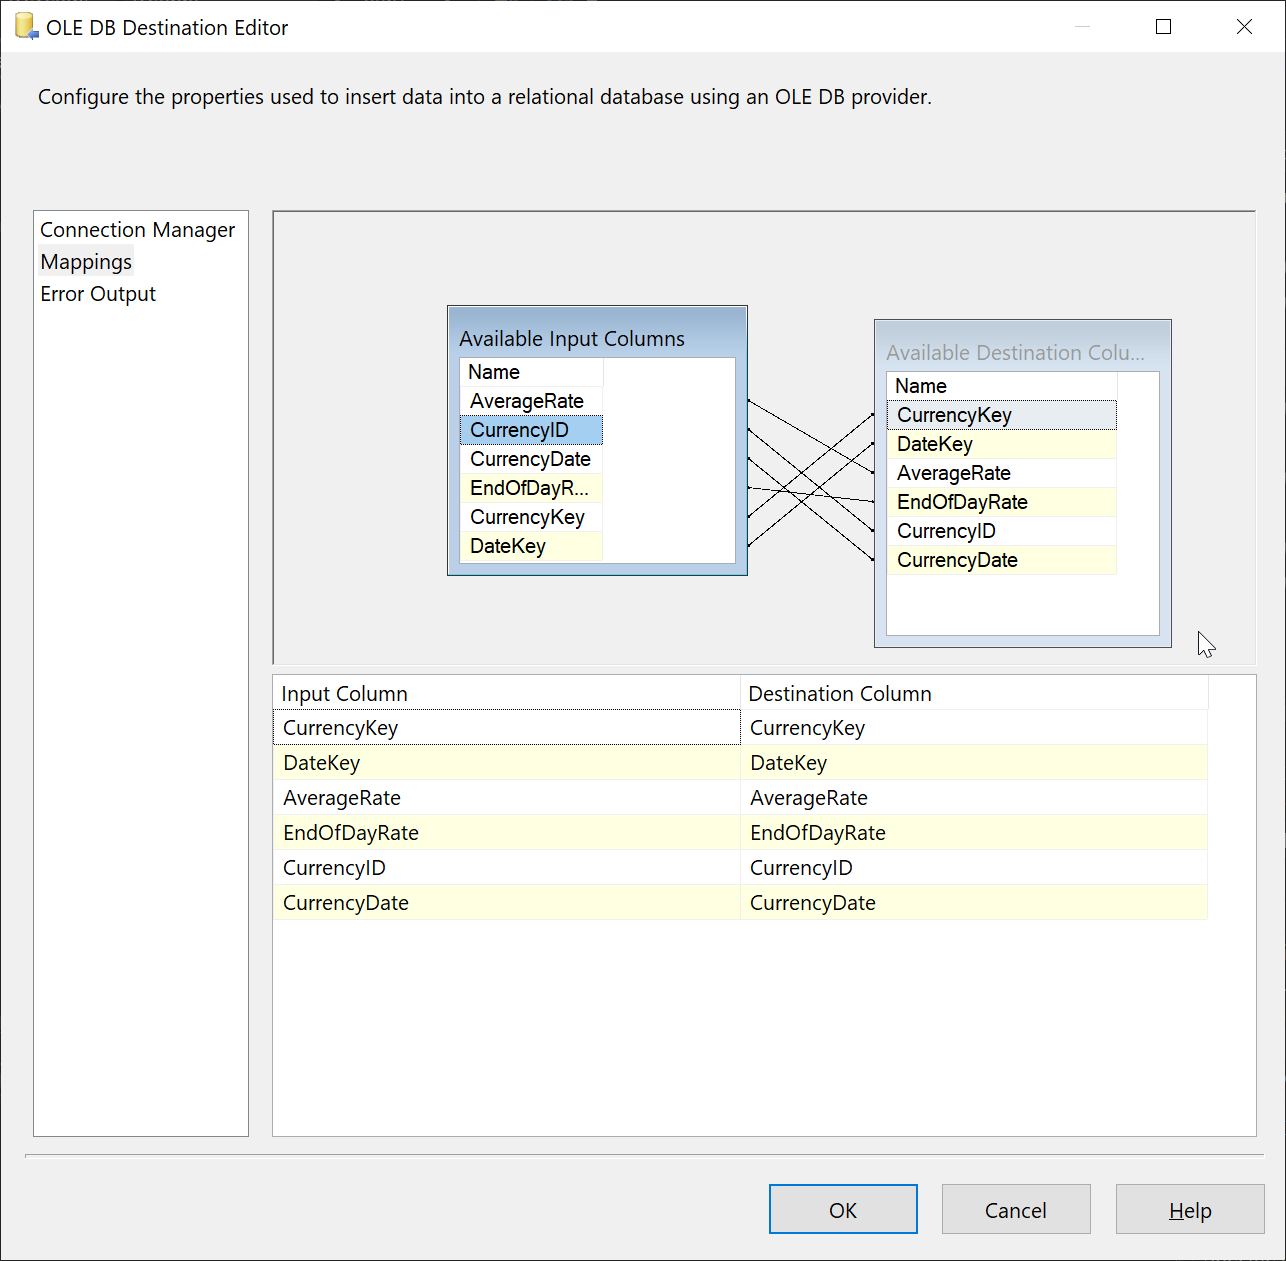 OLE DB Destination Editor
Configure the properties used to insert data into a relational database using an OLE DB provider.
Connection Manager
Mappings
Error Output
Available Input Columns
Name
AverageRate
CurrencyID
CurrencyDate
EndOfDayR...
CurrencyKey
DateKey
Available Destination Colu...
Name
CurrencyKey
DateKey
AverageRate
EndOfDayRate
CurrencyID
CurrencyDate
Input Column Destination Column
CurrencyKey CurrencyKey
DateKey DateKey
AverageRate AverageRate
EndOfDayRate EndOfDayRate
CurrencyID CurrencyID
CurrencyDate CurrencyDate
OK Cancel Help